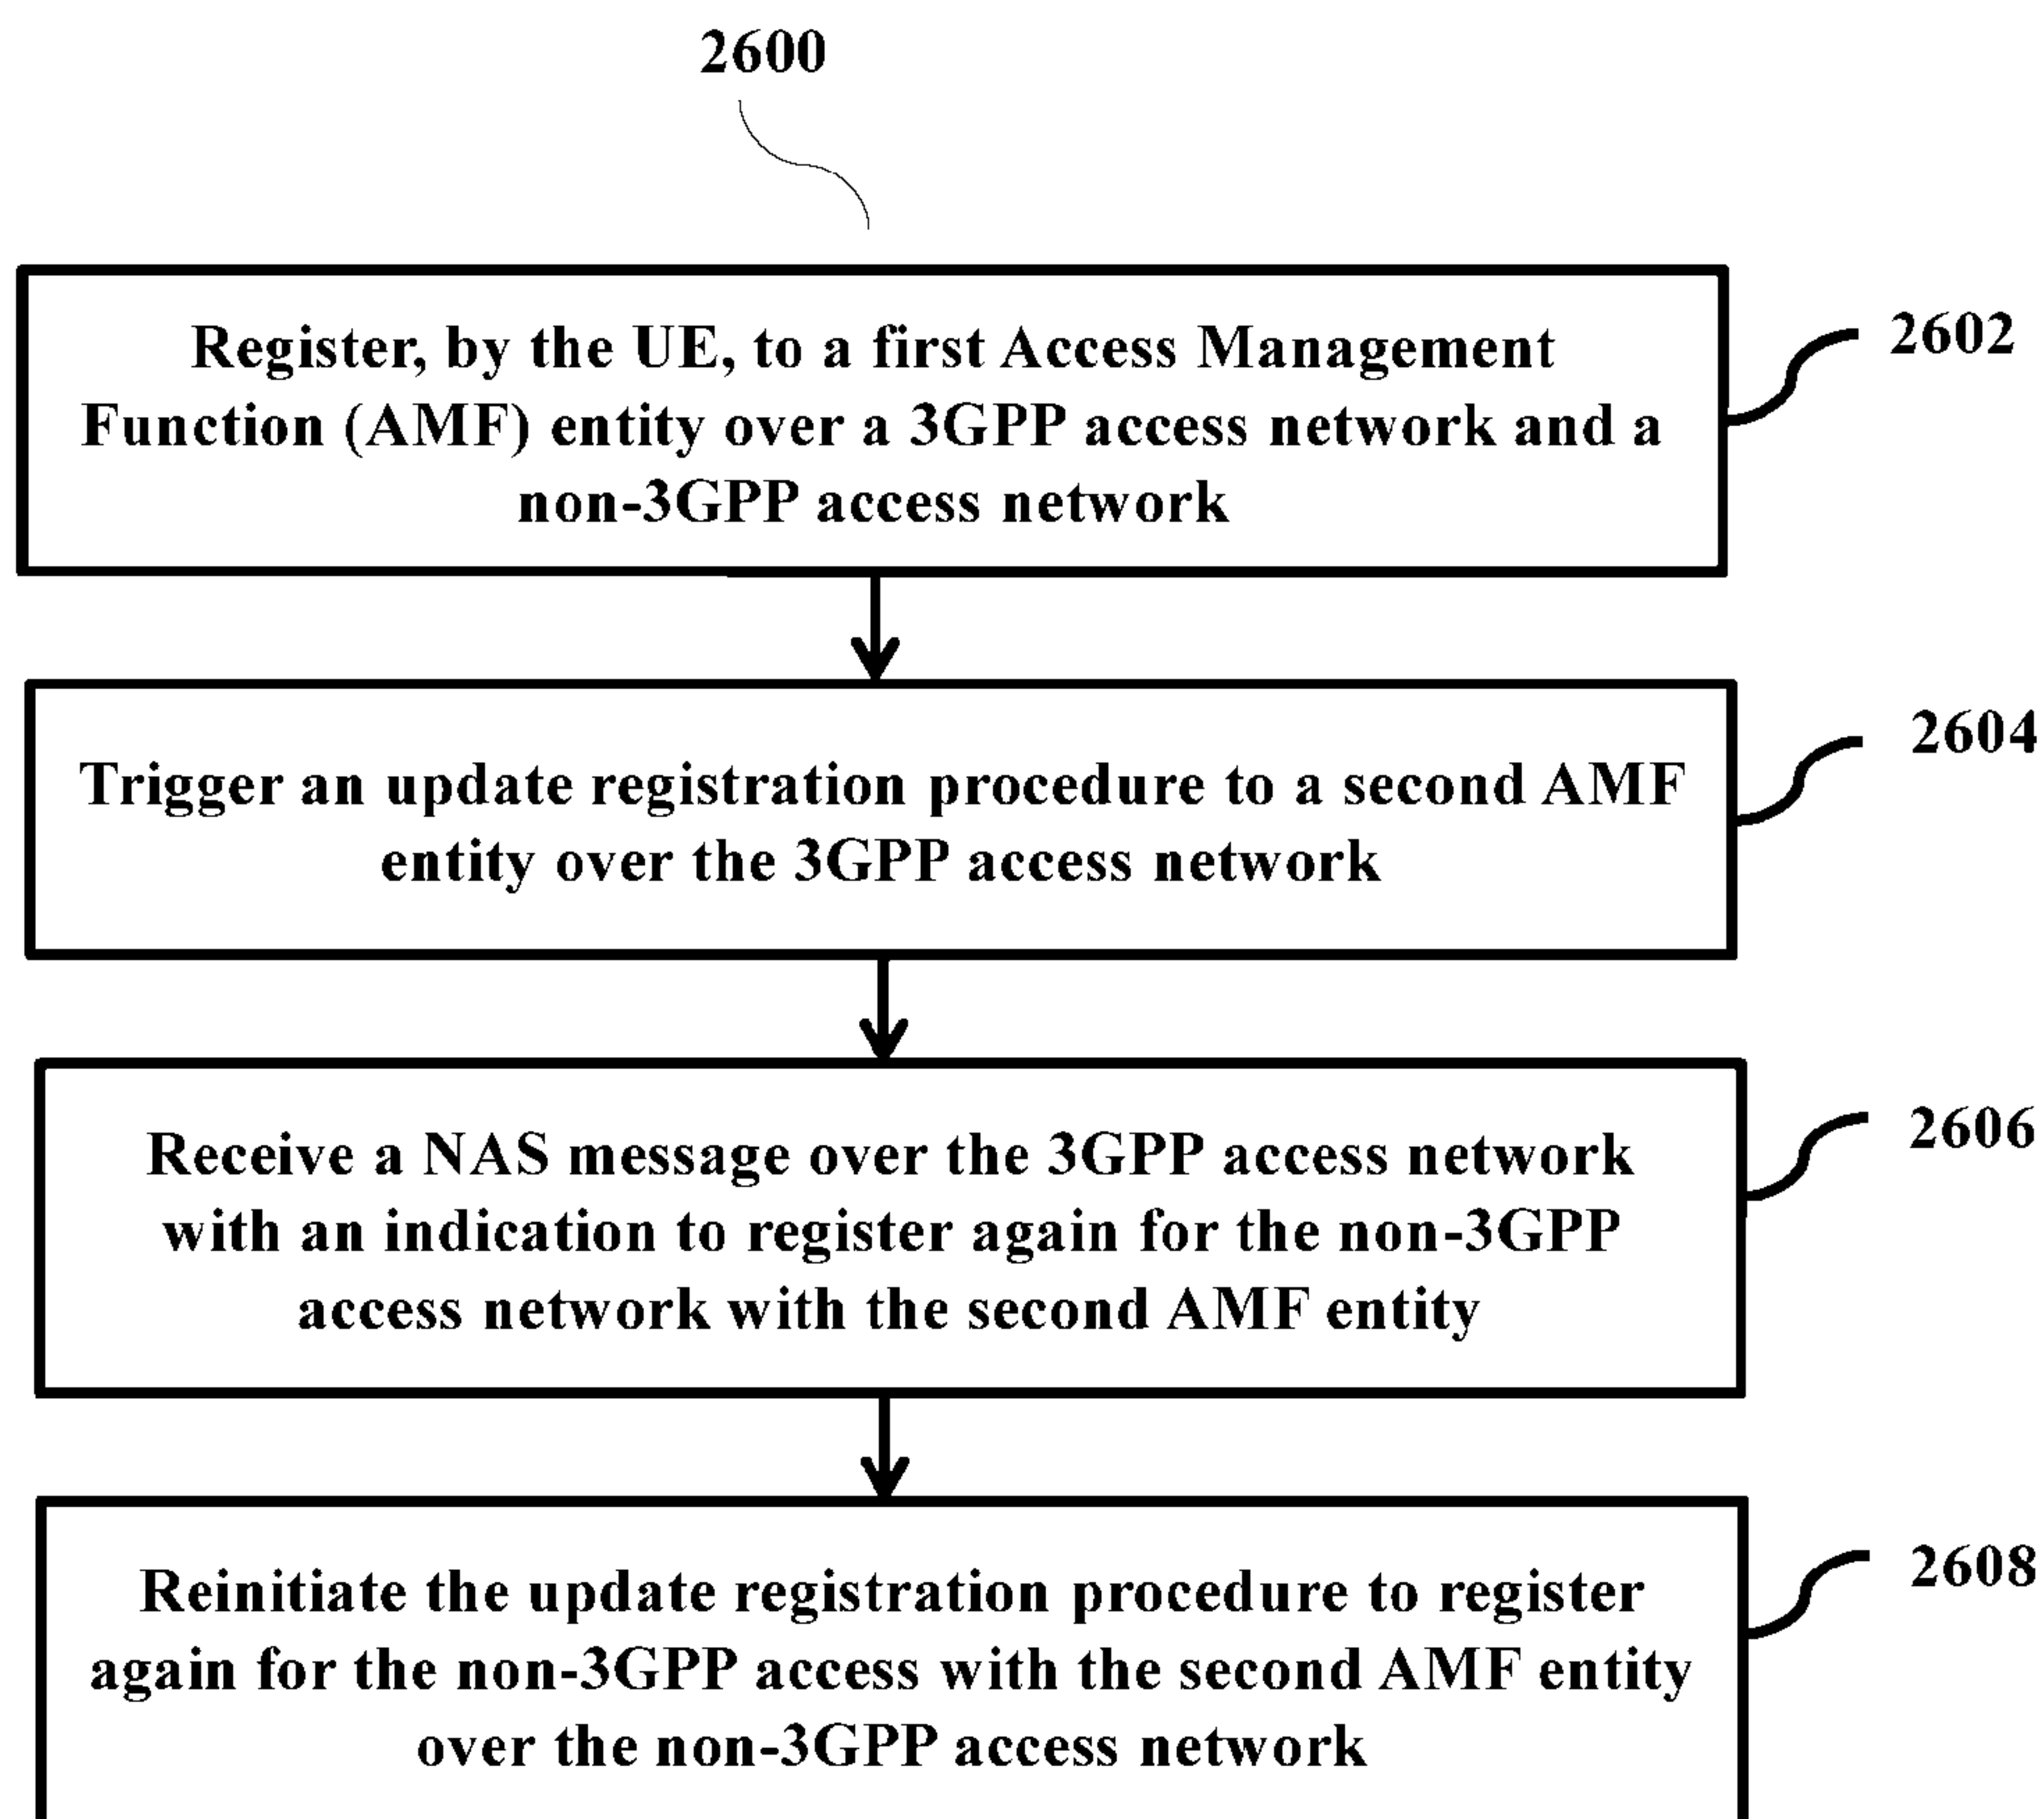 2600
Register, by the UE, to a first Access Management
Function (AMF) entity over a 3GPP access network and a
non-3GPP access network
2602
Trigger an update registration procedure to a second AMF
entity over the 3GPP access network
2604
Receive a NAS message over the 3GPP access network
with an indication to register again for the non-3GPP
access network with the second AMF entity
2606
Reinitiate the update registration procedure to register
again for the non-3GPP access with the second AMF entity
over the non-3GPP access network
2608